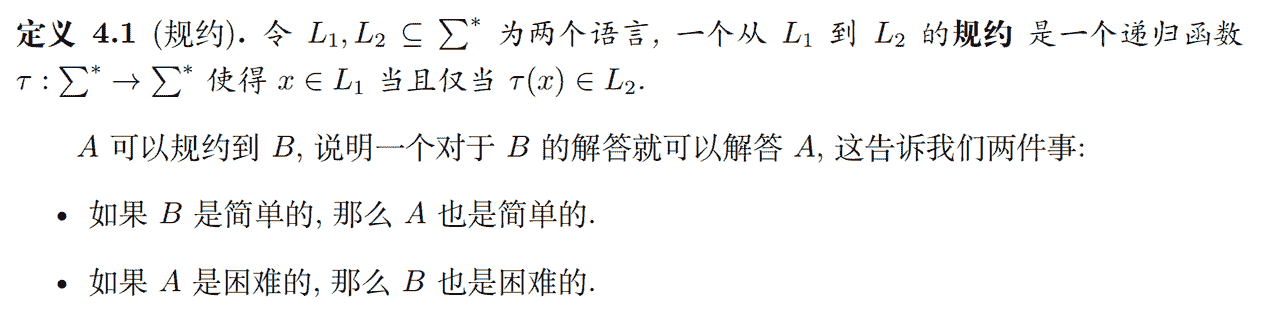 定义 4.1 (规约). 令 L₁, L₂ ⊆ ∑* 为两个语言, 一个从 L₁ 到 L₂ 的规约 是一个递归函数
τ : ∑* → ∑* 使得 x ∈ L₁ 当且仅当 τ(x) ∈ L₂.
A 可以规约到 B, 说明一个对于 B 的解答就可以解答 A, 这告诉我们两件事:
• 如果 B 是简单的, 那么 A 也是简单的.
• 如果 A 是困难的, 那么 B 也是困难的.